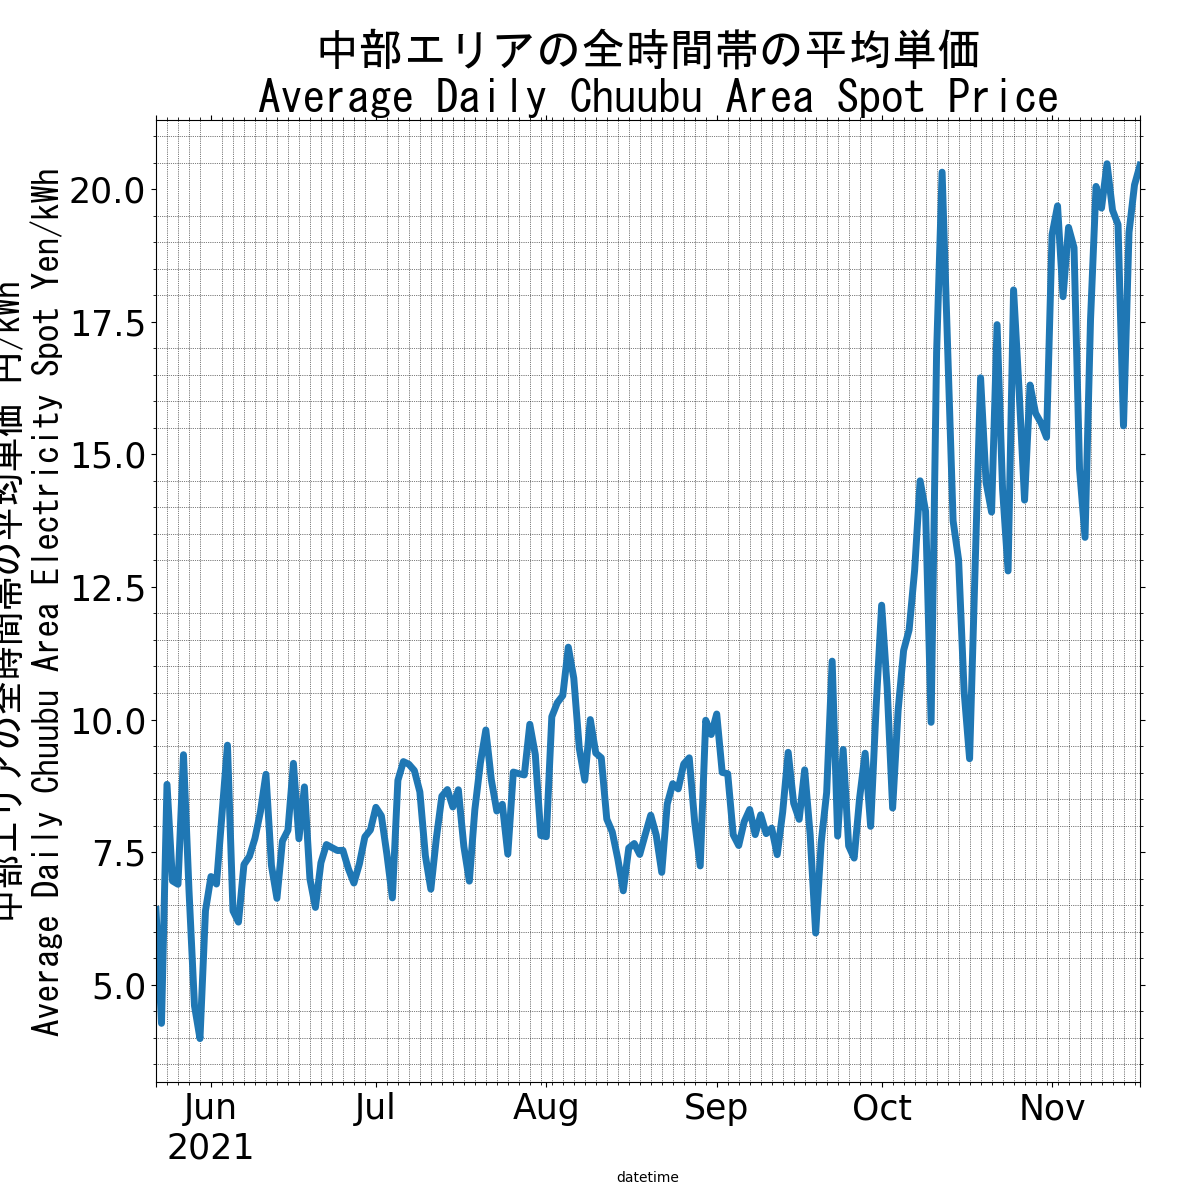 中部エリアの全時間帯の平均単価
Average Daily Chuubu Area Spot Price
中部エリアの全時間帯の平均単価 円/kWh
Average Daily Chuubu Area Electricity Spot Yen/kWh
20.0
17.5
15.0
12.5
10.0
7.5
5.0
Jun Jul Aug Sep Oct Nov
2021
datetime